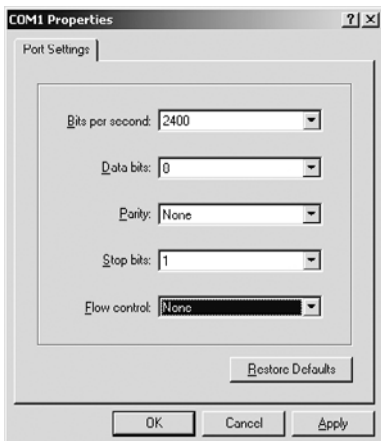 COM1 Properties
Port Settings
Bits per second: 2400
Data bits: 0
Parity: None
Stop bits: 1
Flow control: None
Restore Defaults
OK Cancel Apply